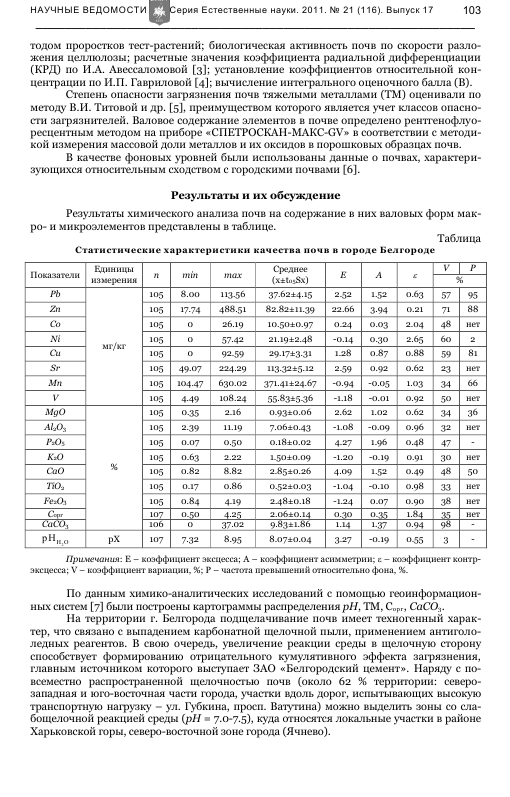 НАУЧНЫЕ ВЕДОМОСТИ Серия Естественные науки. 2011. № 21 (116). Выпуск 17 103
тодом проростков тест-растений; биологическая активность почв по скорости разло-
жения целлюлозы; расчетные значения коэффициента радиальной дифференциации
(КРД) по И.А. Авессаломовой [3]; установление коэффициентов относительной кон-
центрации по И.П. Гавриловой [4]; вычисление интегрального оценочного балла (В).
Степень опасности загрязнения почв тяжелыми металлами (ТМ) оценивали по
методу В.И. Титовой и др. [5], преимуществом которого является учет классов опасно-
сти загрязнителей. Валовое содержание элементов в почве определено рентгенофлуо-
ресцентным методом на приборе «СПЕТРОСКАН-МАКС-GV» в соответствии с методи-
кой измерения массовой доли металлов и их оксидов в порошковых образцах почв.
В качестве фоновых уровней были использованы данные о почвах, характери-
зующихся относительным сходством с городскими почвами [6].
Результаты и их обсуждение
Результаты химического анализа почв на содержание в них валовых форм мак-
ро- и микроэлементов представлены в таблице.
Таблица
Статистические характеристики качества почв в городе Белгороде
Показатели Единицы измерения n min max Среднее (x±t₀₅Sx) E A ε V P
%
Pb 105 8.00 113.56 37.62±4.15 2.52 1.52 0.63 57 95
Zn 105 17.74 488.51 82.82±11.39 22.66 3.94 0.21 71 88
Co 105 0 26.19 10.50±0.97 0.24 0.03 2.04 48 нет
Ni 105 0 57.42 21.19±2.48 -0.14 0.30 2.65 60 2
мг/кг
Cu 105 0 92.59 29.17±3.31 1.28 0.87 0.88 59 81
Sr 105 49.07 224.29 113.32±5.12 2.59 0.92 0.62 23 нет
Mn 105 104.47 630.02 371.41±24.67 -0.94 -0.05 1.03 34 66
V 105 4.49 108.24 55.83±5.36 -1.18 -0.01 0.92 50 нет
MgO 105 0.35 2.16 0.93±0.06 2.62 1.02 0.62 34 36
Al₂O₃ 105 2.39 11.19 7.06±0.43 -1.08 -0.09 0.96 32 нет
P₂O₅ 105 0.07 0.50 0.18±0.02 4.27 1.96 0.48 47 -
K₂O 105 0.63 2.22 1.50±0.09 -1.20 -0.19 0.91 30 нет
%
CaO 105 0.82 8.82 2.85±0.26 4.09 1.52 0.49 48 50
TiO₂ 105 0.17 0.86 0.52±0.03 -1.04 -0.10 0.98 33 нет
Fe₂O₃ 105 0.84 4.19 2.48±0.18 -1.24 0.07 0.90 38 нет
Cорг 107 0.50 4.25 2.06±0.14 0.30 0.35 1.84 35 нет
CaCO₃ 106 0 37.02 9.83±1.86 1.14 1.37 0.94 98 -
pH H₂O pX 107 7.32 8.95 8.07±0.04 3.27 -0.19 0.55 3 -
Примечания: E – коэффициент эксцесса; A – коэффициент асимметрии; ε – коэффициент контр-
эксцесса; V – коэффициент вариации, %; P – частота превышений относительно фона, %.
По данным химико-аналитических исследований с помощью геоинформацион-
ных систем [7] были построены картограммы распределения pH, ТМ, Cорг, CaCO₃.
На территории г. Белгорода подщелачивание почв имеет техногенный харак-
тер, что связано с выпадением карбонатной щелочной пыли, применением антиголо-
ледных реагентов. В свою очередь, увеличение реакции среды в щелочную сторону
способствует формированию отрицательного кумулятивного эффекта загрязнения,
главным источником которого выступает ЗАО «Белгородский цемент». Наряду с по-
всеместно распространенной щелочностью почв (около 62 % территории: северо-
западная и юго-восточная части города, участки вдоль дорог, испытывающих высокую
транспортную нагрузку – ул. Губкина, просп. Ватутина) можно выделить зоны со сла-
бощелочной реакцией среды (pH = 7.0-7.5), куда относятся локальные участки в районе
Харьковской горы, северо-восточной зоне города (Ячнево).